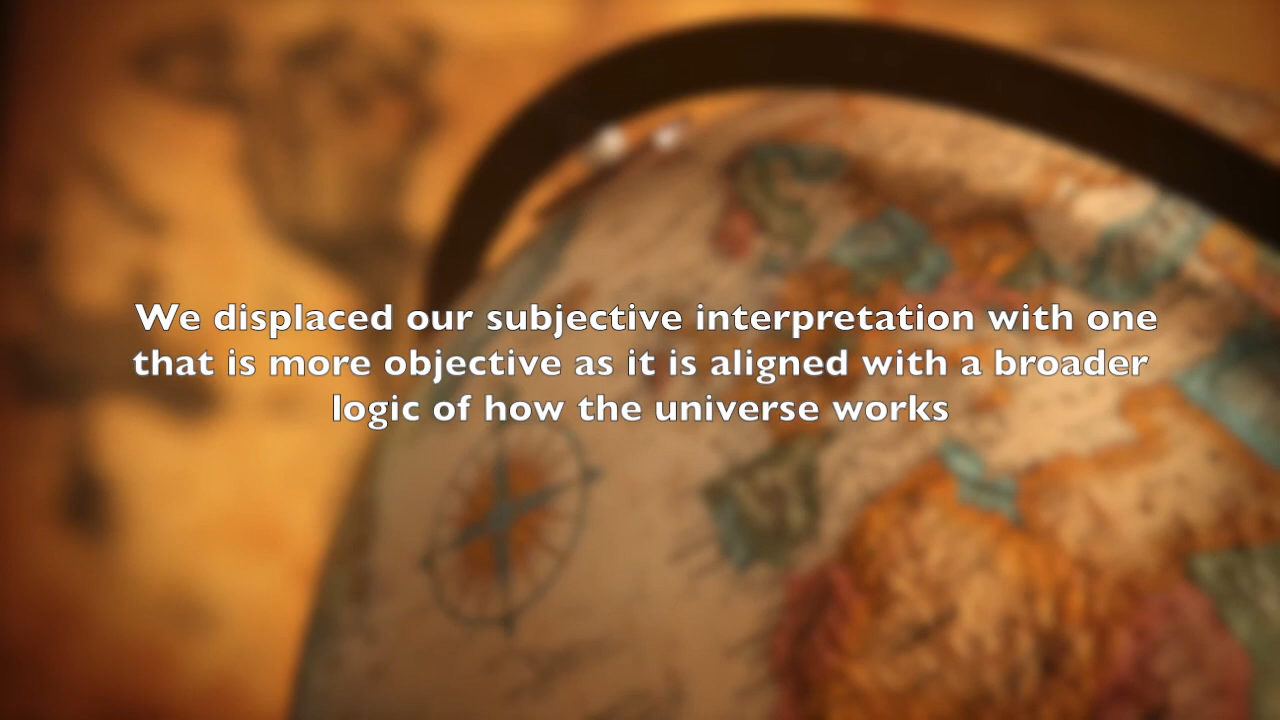 We displaced our subjective interpretation with one
that is more objective as it is aligned with a broader
logic of how the universe works